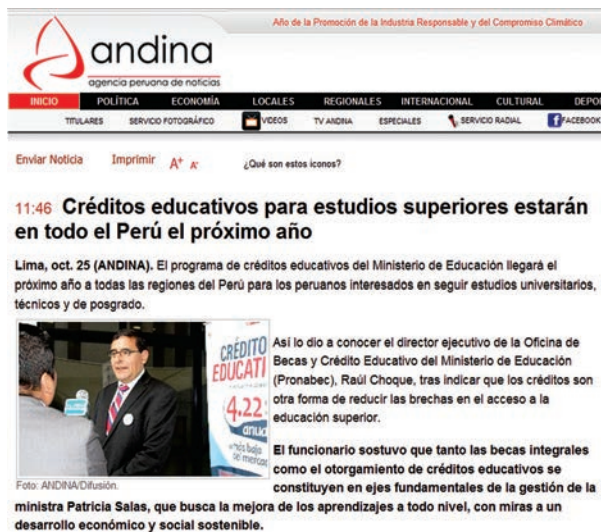 Año de la Promoción de la Industria Responsable y del Compromiso Climático
andina
agencia peruana de noticias
INICIO POLÍTICA ECONOMÍA LOCALES REGIONALES INTERNACIONAL CULTURAL DEPO
TITULARES SERVICIO FOTOGRÁFICO VIDEOS TV ANDINA ESPECIALES SERVICIO RADIAL FACEBOOK
Enviar Noticia Imprimir A+ A- ¿Qué son estos iconos?
11:46 Créditos educativos para estudios superiores estarán
en todo el Perú el próximo año
Lima, oct. 25 (ANDINA). El programa de créditos educativos del Ministerio de Educación llegará el
próximo año a todas las regiones del Perú para los peruanos interesados en seguir estudios universitarios,
técnicos y de posgrado.
CRÉDITO
EDUCATI
4.22
anual
más baja
del mercad
Foto: ANDINA/Difusión.
Así lo dio a conocer el director ejecutivo de la Oficina de
Becas y Crédito Educativo del Ministerio de Educación
(Pronabec), Raúl Choque, tras indicar que los créditos son
otra forma de reducir las brechas en el acceso a la
educación superior.
El funcionario sostuvo que tanto las becas integrales
como el otorgamiento de créditos educativos se
constituyen en ejes fundamentales de la gestión de la
ministra Patricia Salas, que busca la mejora de los aprendizajes a todo nivel, con miras a un
desarrollo económico y social sostenible.